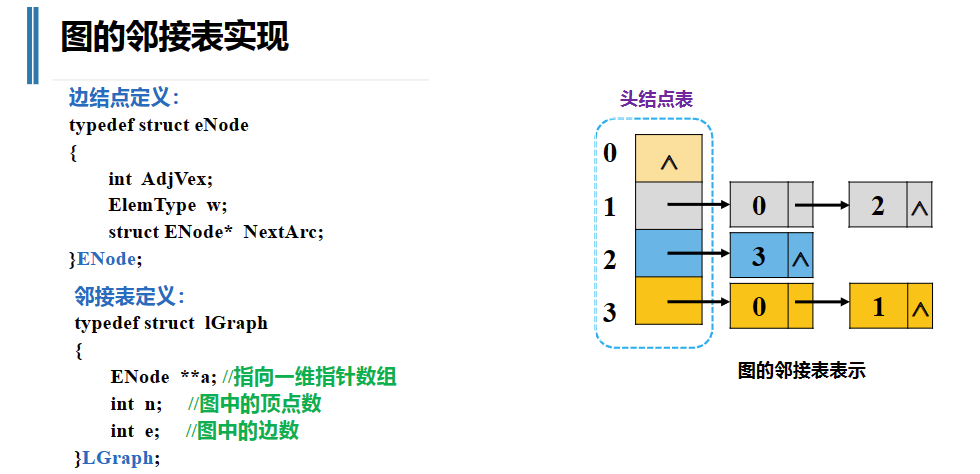 图的邻接表实现
边结点定义：
typedef struct eNode
{
int AdjVex;
ElemType w;
struct ENode* NextArc;
}ENode;
邻接表定义：
typedef struct lGraph
{
ENode **a; //指向一维指针数组
int n; //图中的顶点数
int e; //图中的边数
}LGraph;
头结点表
0 ∧
1 0 2 ∧
2 3 ∧
3 0 1 ∧
图的邻接表表示